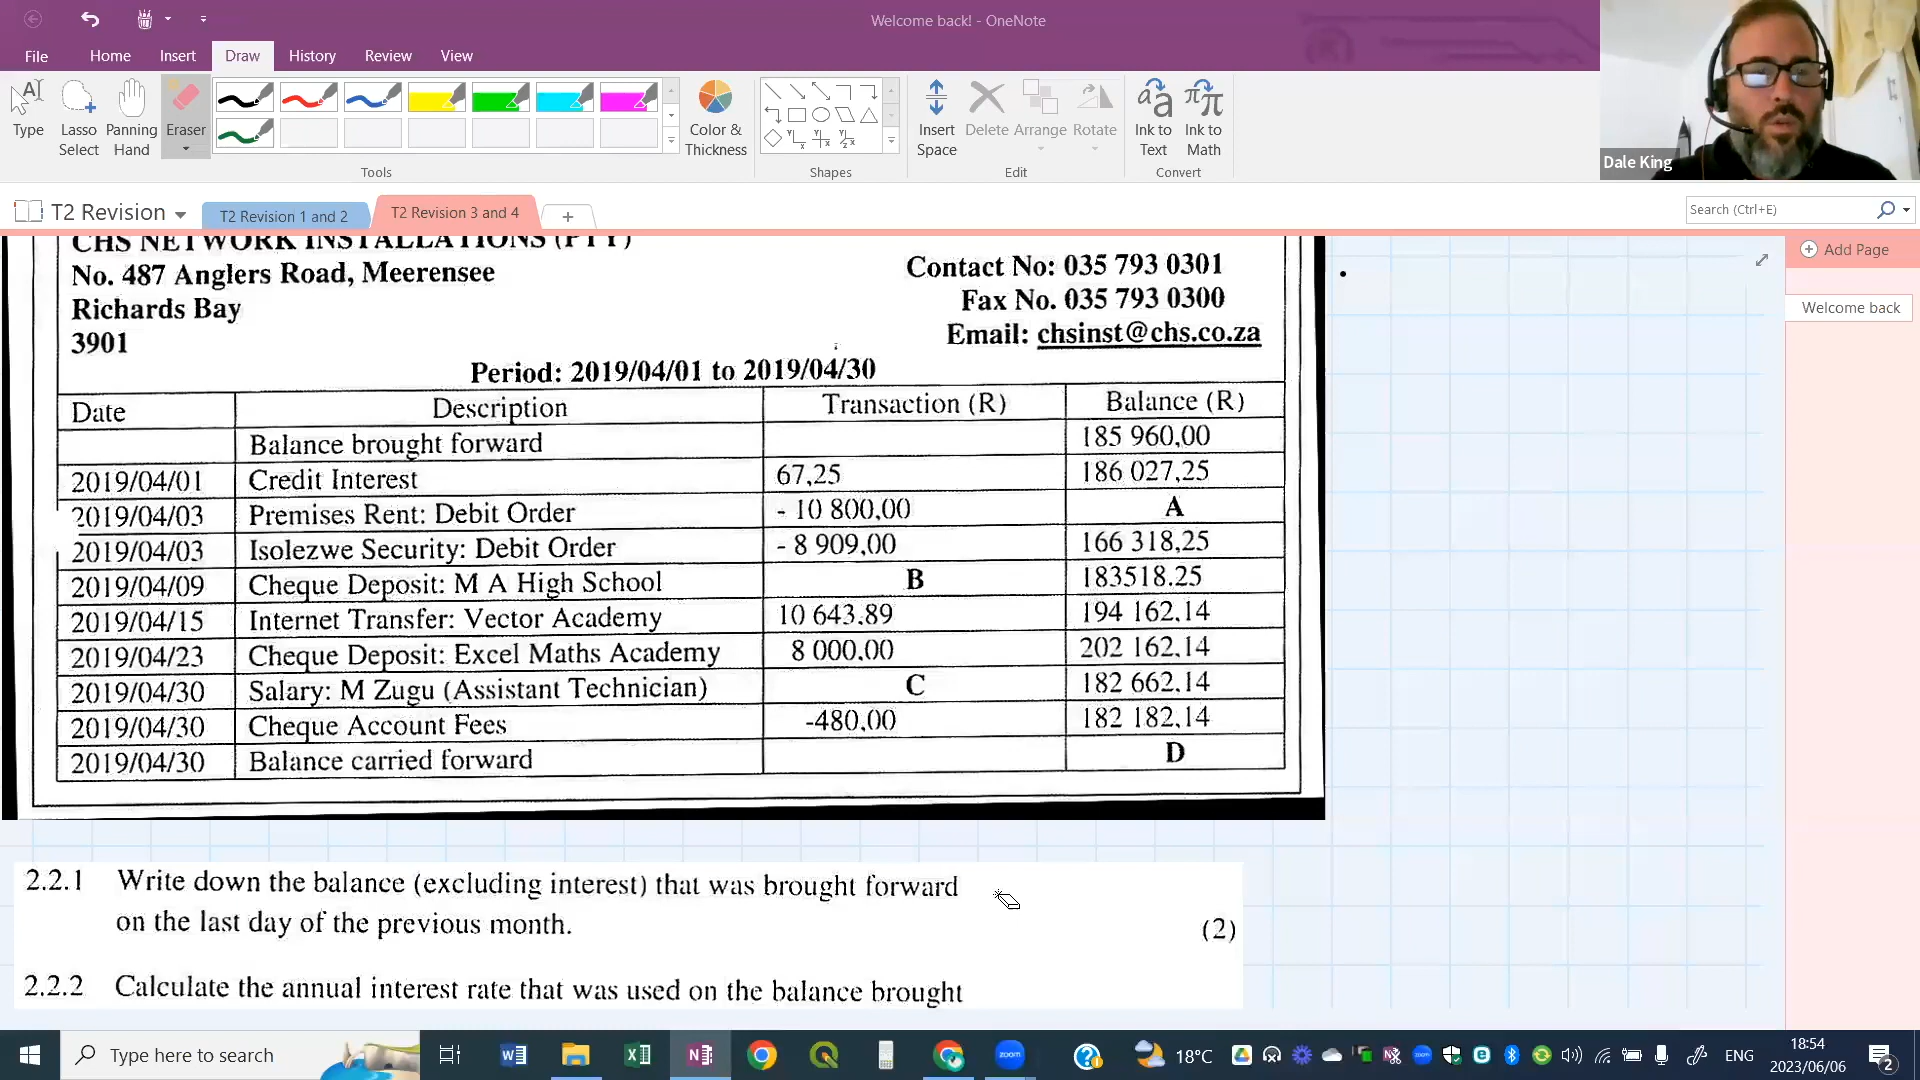 Welcome back! - OneNote
File
Home
Insert
Draw
History
Review
View
Type
Lasso Select
Panning Hand
Eraser
Color & Thickness
Insert Space
Delete
Arrange
Rotate
Ink to Text
Ink to Math
Tools
Shapes
Edit
Convert
Dale King
T2 Revision
T2 Revision 1 and 2
T2 Revision 3 and 4
Search (Ctrl+E)
Add Page
Welcome back
CHS NETWORK INSTALLATIONS (PTY)
No. 487 Anglers Road, Meerensee
Richards Bay
3901
Contact No: 035 793 0301
Fax No. 035 793 0300
Email: chsinst@chs.co.za
Period: 2019/04/01 to 2019/04/30
Date Description Transaction (R) Balance (R)
Balance brought forward 185 960,00
2019/04/01 Credit Interest 67,25 186 027,25
2019/04/03 Premises Rent: Debit Order - 10 800,00 A
2019/04/03 Isolezwe Security: Debit Order - 8 909,00 166 318,25
2019/04/09 Cheque Deposit: M A High School B 183518.25
2019/04/15 Internet Transfer: Vector Academy 10 643.89 194 162,14
2019/04/23 Cheque Deposit: Excel Maths Academy 8 000,00 202 162,14
2019/04/30 Salary: M Zugu (Assistant Technician) C 182 662,14
2019/04/30 Cheque Account Fees -480,00 182 182,14
2019/04/30 Balance carried forward D
2.2.1 Write down the balance (excluding interest) that was brought forward
on the last day of the previous month.
(2)
2.2.2 Calculate the annual interest rate that was used on the balance brought
Type here to search
zoom
18°C
ENG
18:54
2023/06/06
2